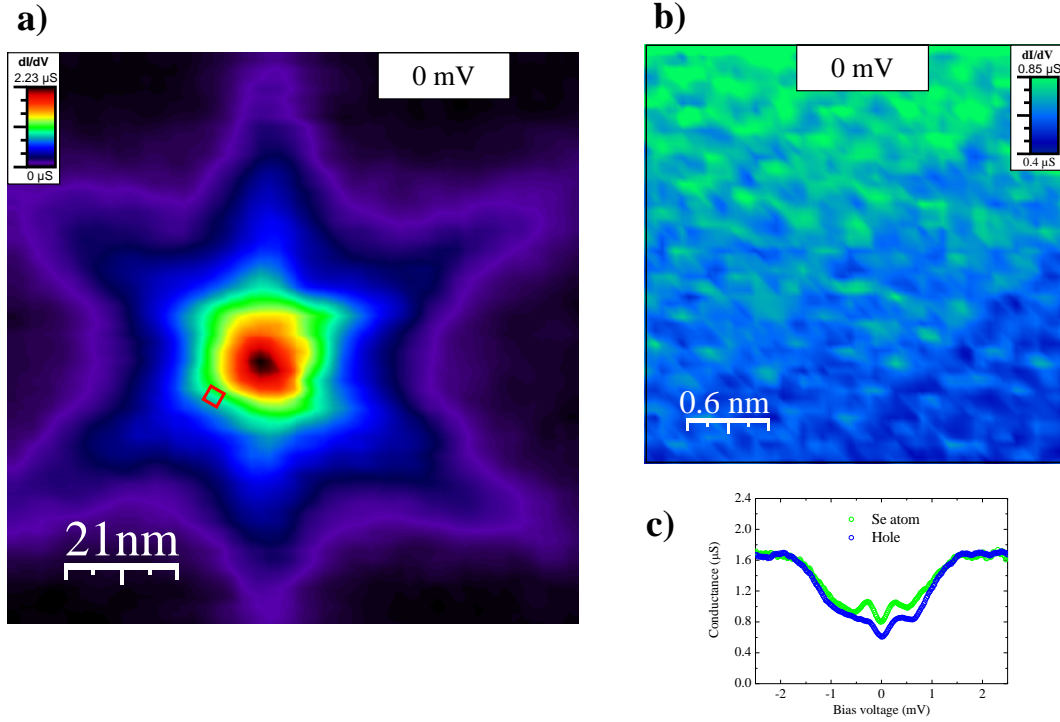 a)
dI/dV
2.23 µS
0 µS
0 mV
21nm
b)
0 mV
dI/dV
0.85 µS
0.4 µS
0.6 nm
c)
2.4
2.0
1.6
1.2
0.8
0.4
0.0
Conductance (µS)
Se atom
Hole
-2 -1 0 1 2
Bias voltage (mV)